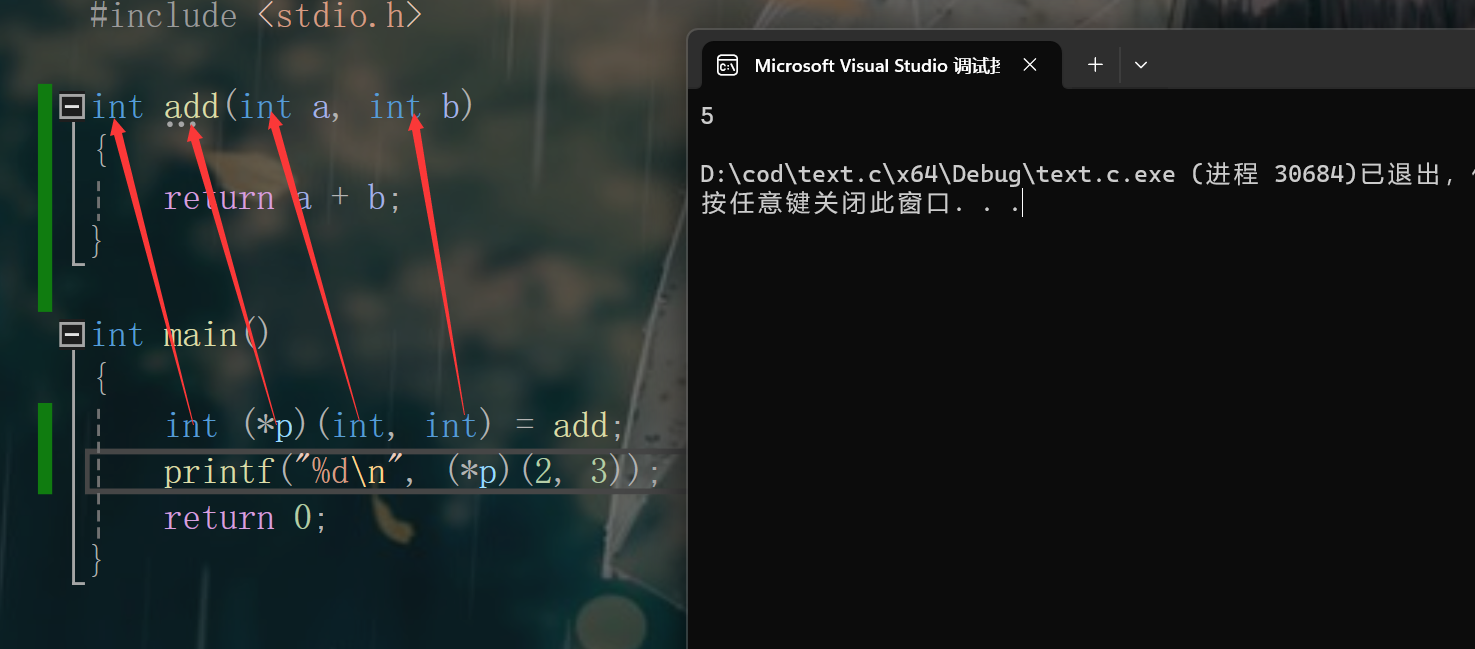 #include <stdio.h>
int add(int a, int b)
{
return a + b;
}
int main()
{
int (*p)(int, int) = add;
printf("%d\n", (*p)(2, 3));
return 0;
}
Microsoft Visual Studio 调试
5
D:\cod\text.c\x64\Debug\text.c.exe (进程 30684)已退出，
按任意键关闭此窗口. . .